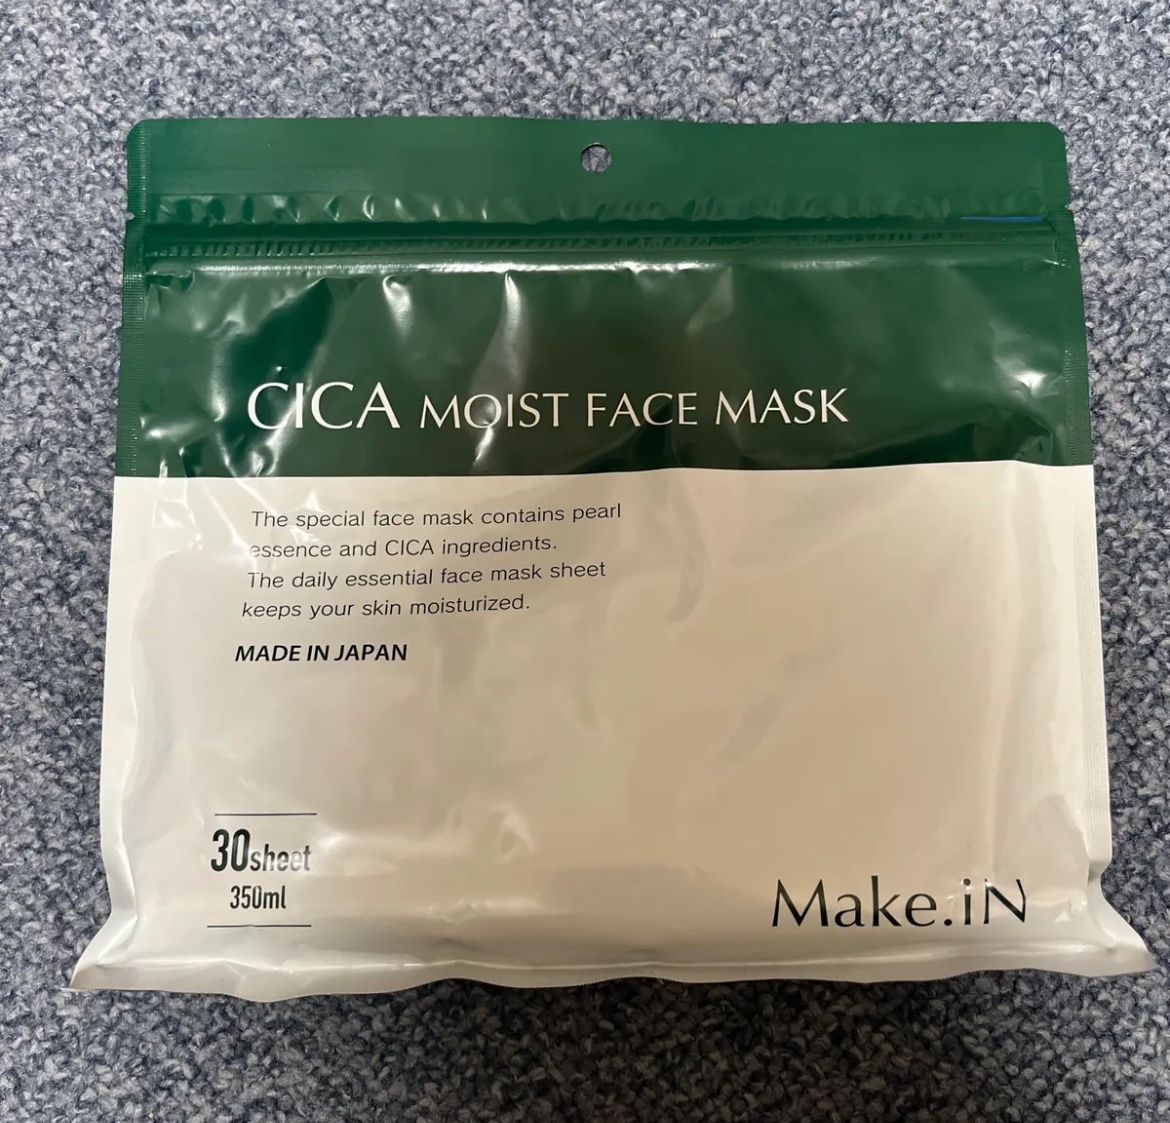 CICA MOIST FACE MASK
The special face mask contains pearl
essence and CICA ingredients.
The daily essential face mask sheet
keeps your skin moisturized.
MADE IN JAPAN
30sheet
350ml
Make.iN